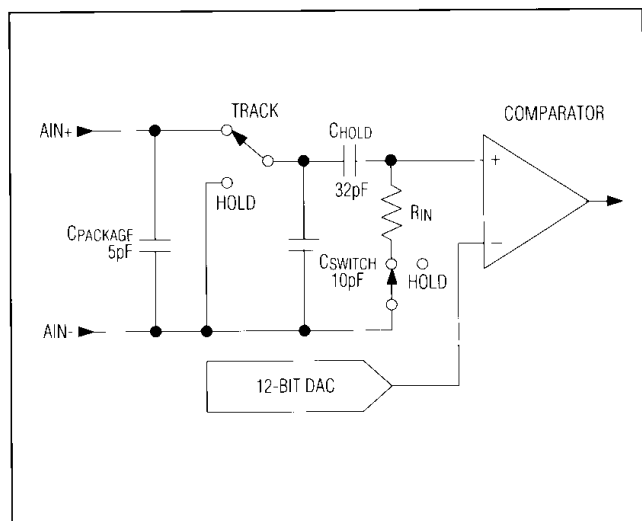 COMPARATOR
TRACK
AIN+
CHOLD
+
32pF
RIN
HOLD
CPACKAGE
5pF
CSWITCH
10pF
HOLD
−
AIN-
12-BIT DAC